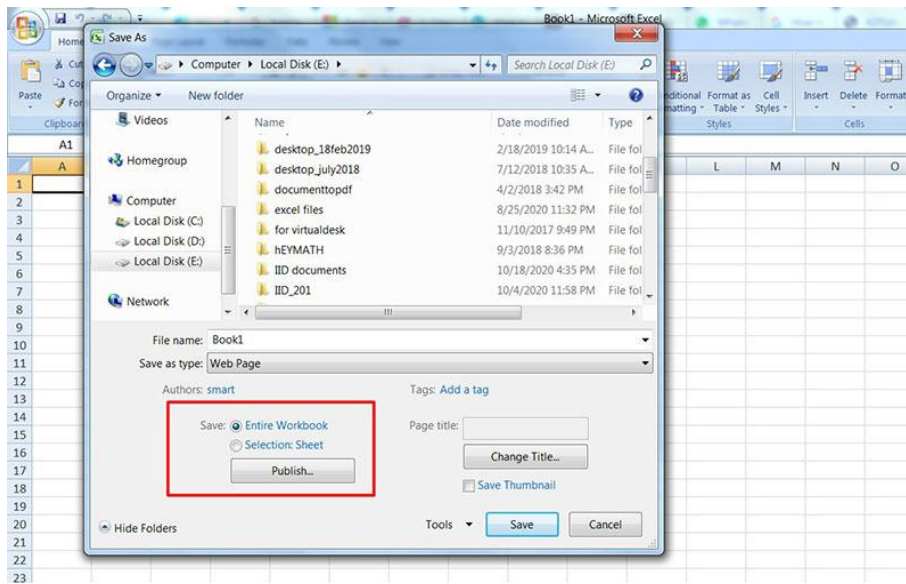 Book1 - Microsoft Excel
Home
Save As
Computer
Local Disk (E:)
Search Local Disk (E:)
Organize
New folder
Paste
Cut
Cop
For
Clipboar
A1
Videos
Homegroup
Computer
Local Disk (C:)
Local Disk (D:)
Local Disk (E:)
Network
Name Date modified Type
desktop_18feb2019 2/18/2019 10:14 A... File fol
desktop_july2018 7/12/2018 10:35 A... File fol
documenttopdf 4/2/2018 3:42 PM File fol
excel files 8/25/2020 11:32 PM File fol
for virtualdesk 11/10/2017 9:49 PM File fol
hEYMATH 9/3/2018 8:36 PM File fol
IID documents 10/18/2020 4:35 PM File fol
IID_201 10/4/2020 11:58 PM File fol
File name: Book1
Save as type: Web Page
Authors: smart
Tags: Add a tag
Save: Entire Workbook
Selection: Sheet
Publish...
Page title:
Change Title...
Save Thumbnail
Hide Folders
Tools
Save
Cancel
nditional Format as Cell
matting Table Styles
Styles
Insert Delete Format
Cells
A L M N O
1
2
3
4
5
6
7
8
9
10
11
12
13
14
15
16
17
18
19
20
21
22
23